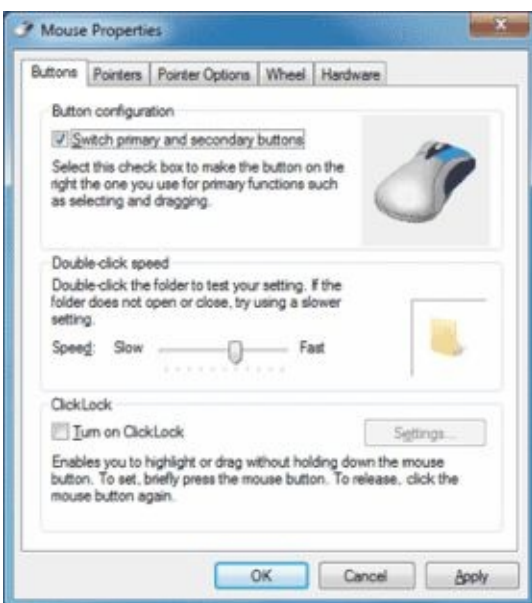 Mouse Properties
Buttons Pointers Pointer Options Wheel Hardware
Button configuration
Switch primary and secondary buttons
Select this check box to make the button on the
right the one you use for primary functions such
as selecting and dragging.
Double-click speed
Double-click the folder to test your setting. If the
folder does not open or close, try using a slower
setting.
Speed: Slow Fast
ClickLock
Turn on ClickLock Settings...
Enables you to highlight or drag without holding down the mouse
button. To set, briefly press the mouse button. To release, click the
mouse button again.
OK Cancel Apply